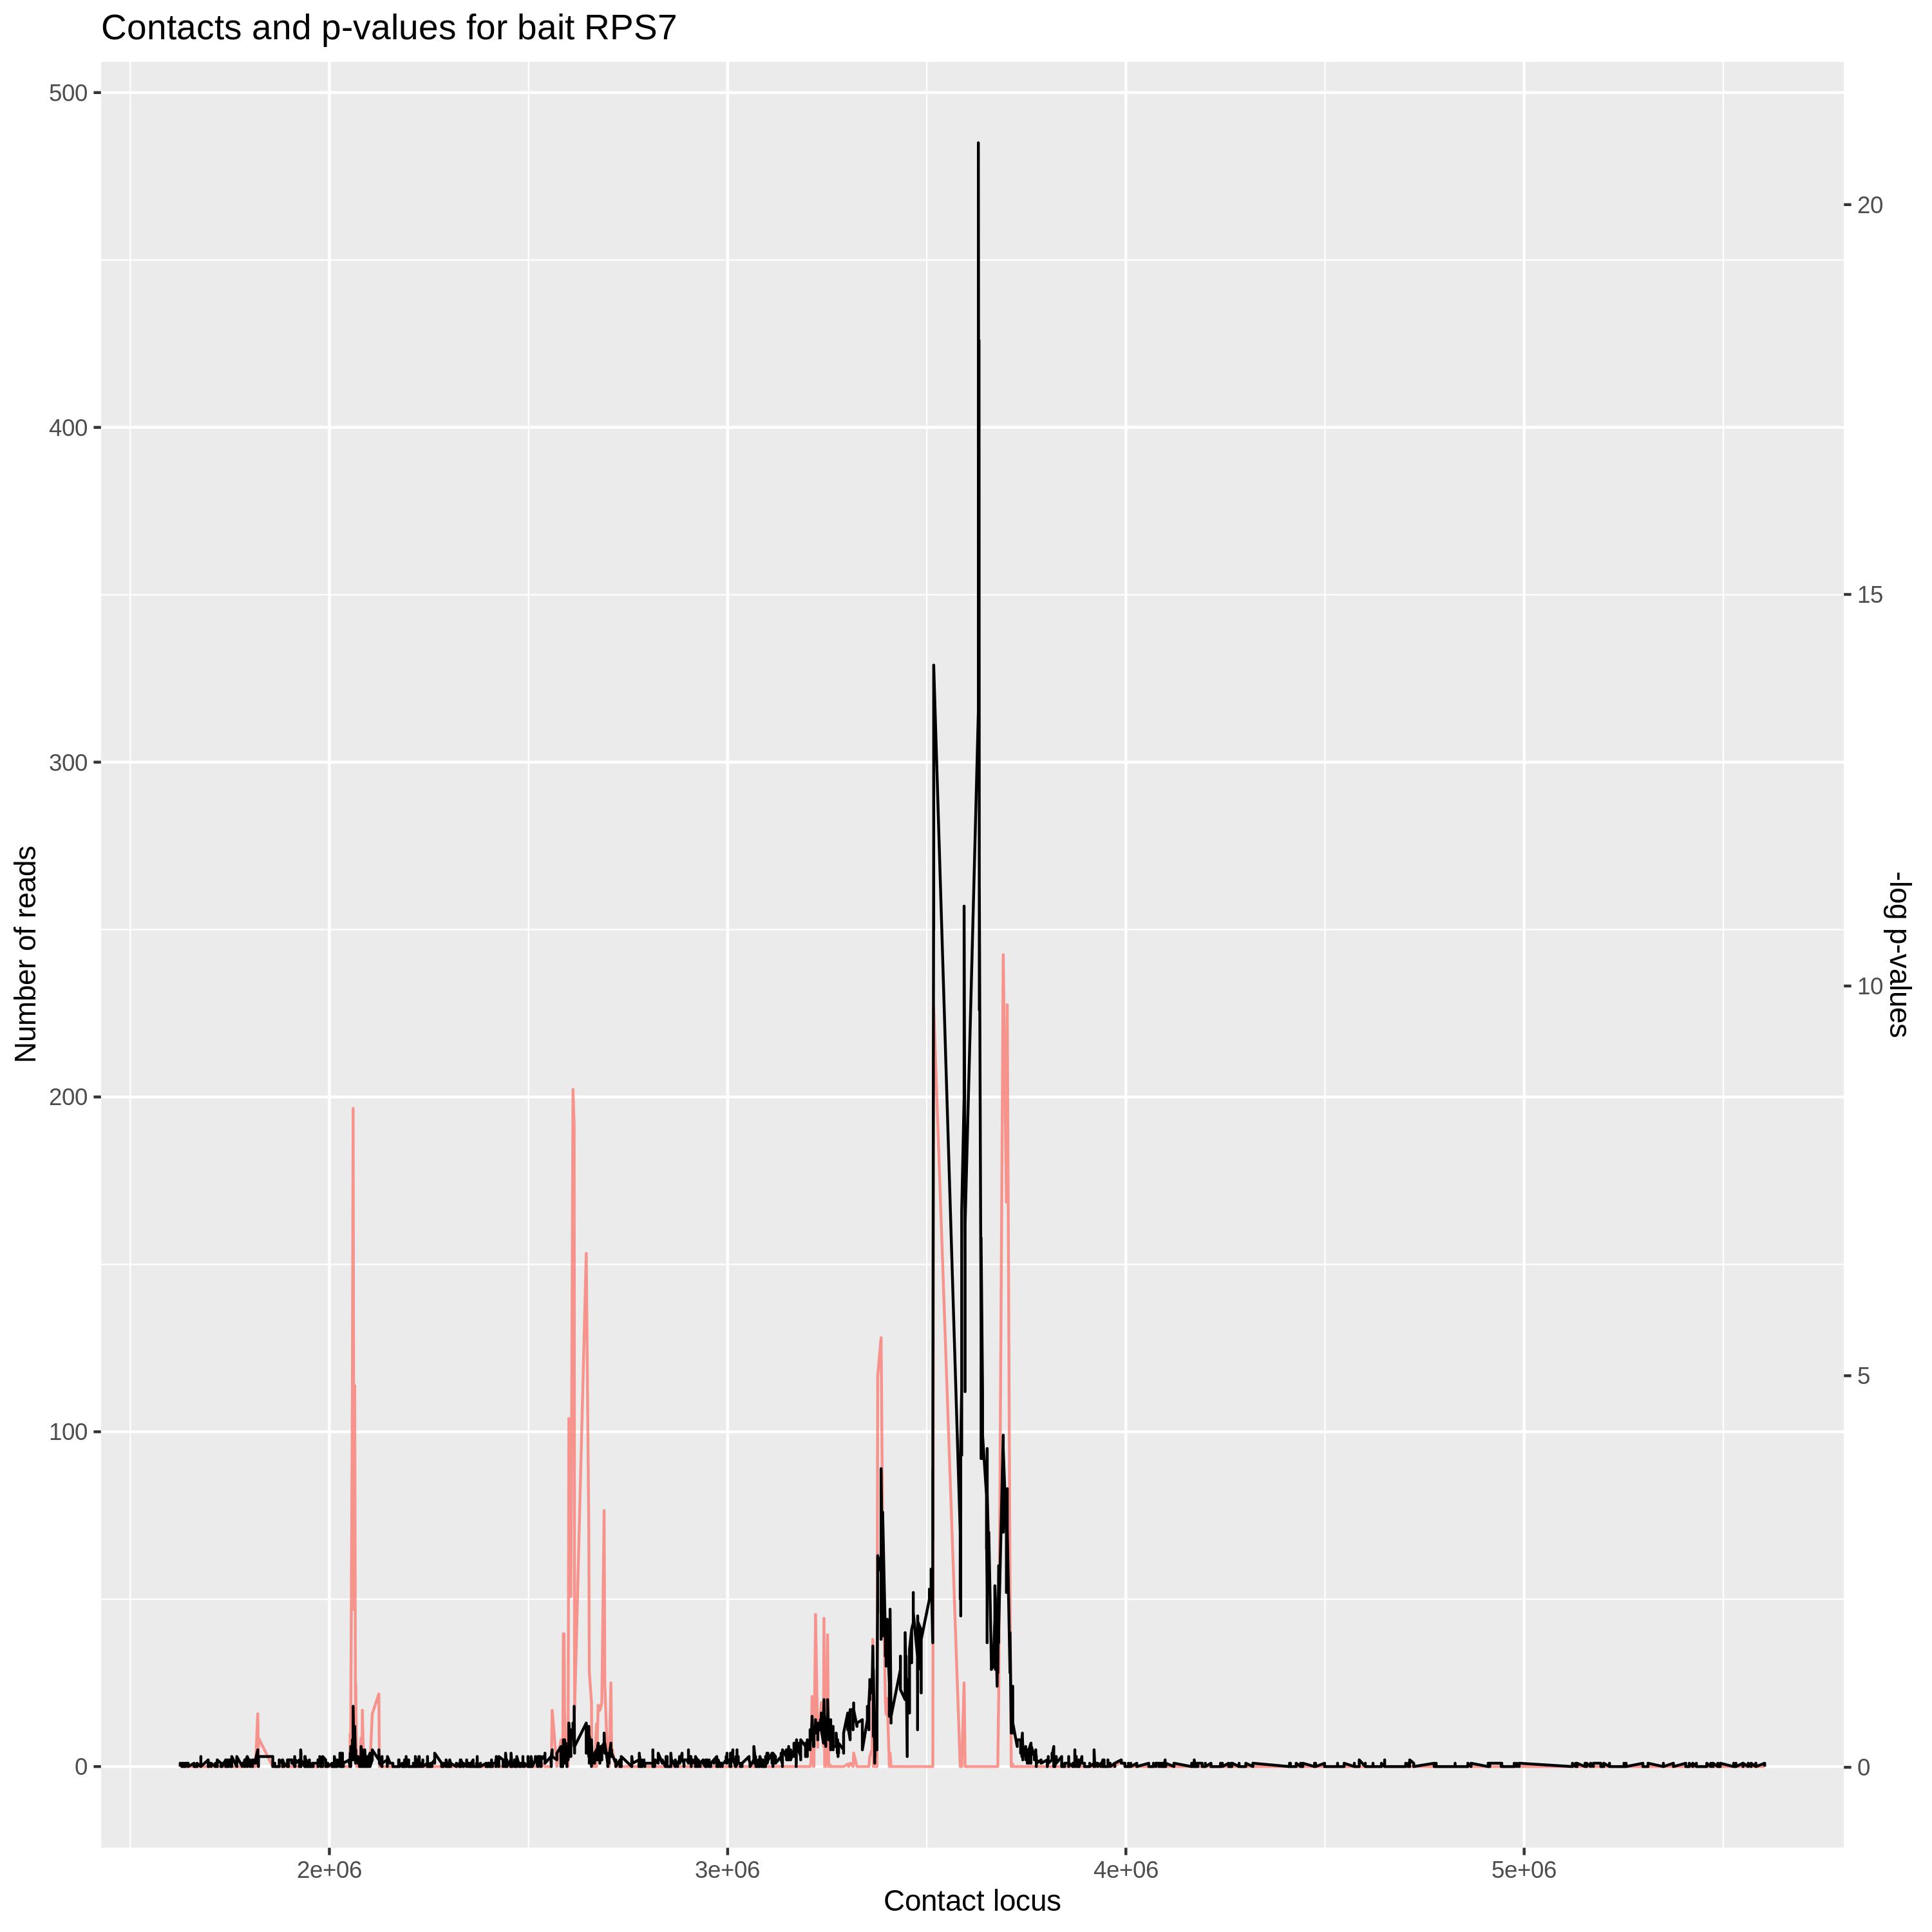 Contacts and p-values for bait RPS7
500
400
300
200
100
0
Number of reads
20
15
10
5
0
-log p-values
2e+06
3e+06
4e+06
5e+06
Contact locus